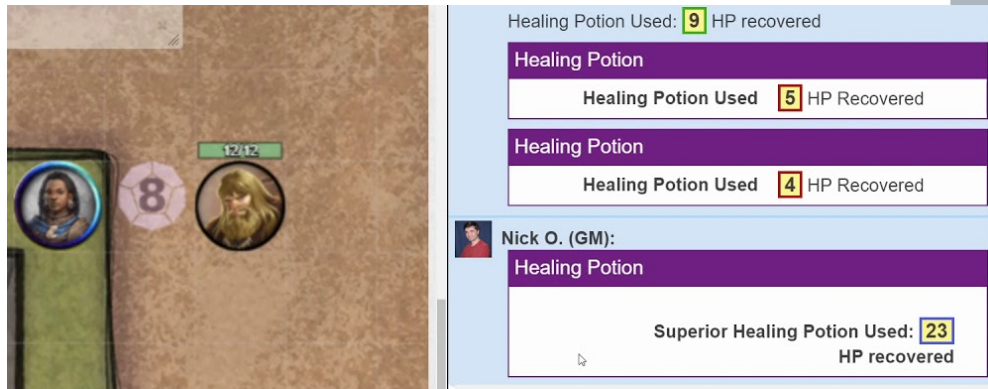 12/12
8
Healing Potion Used: 9 HP recovered
Healing Potion
Healing Potion Used 5 HP Recovered
Healing Potion
Healing Potion Used 4 HP Recovered
Nick O. (GM):
Healing Potion
Superior Healing Potion Used: 23
HP recovered